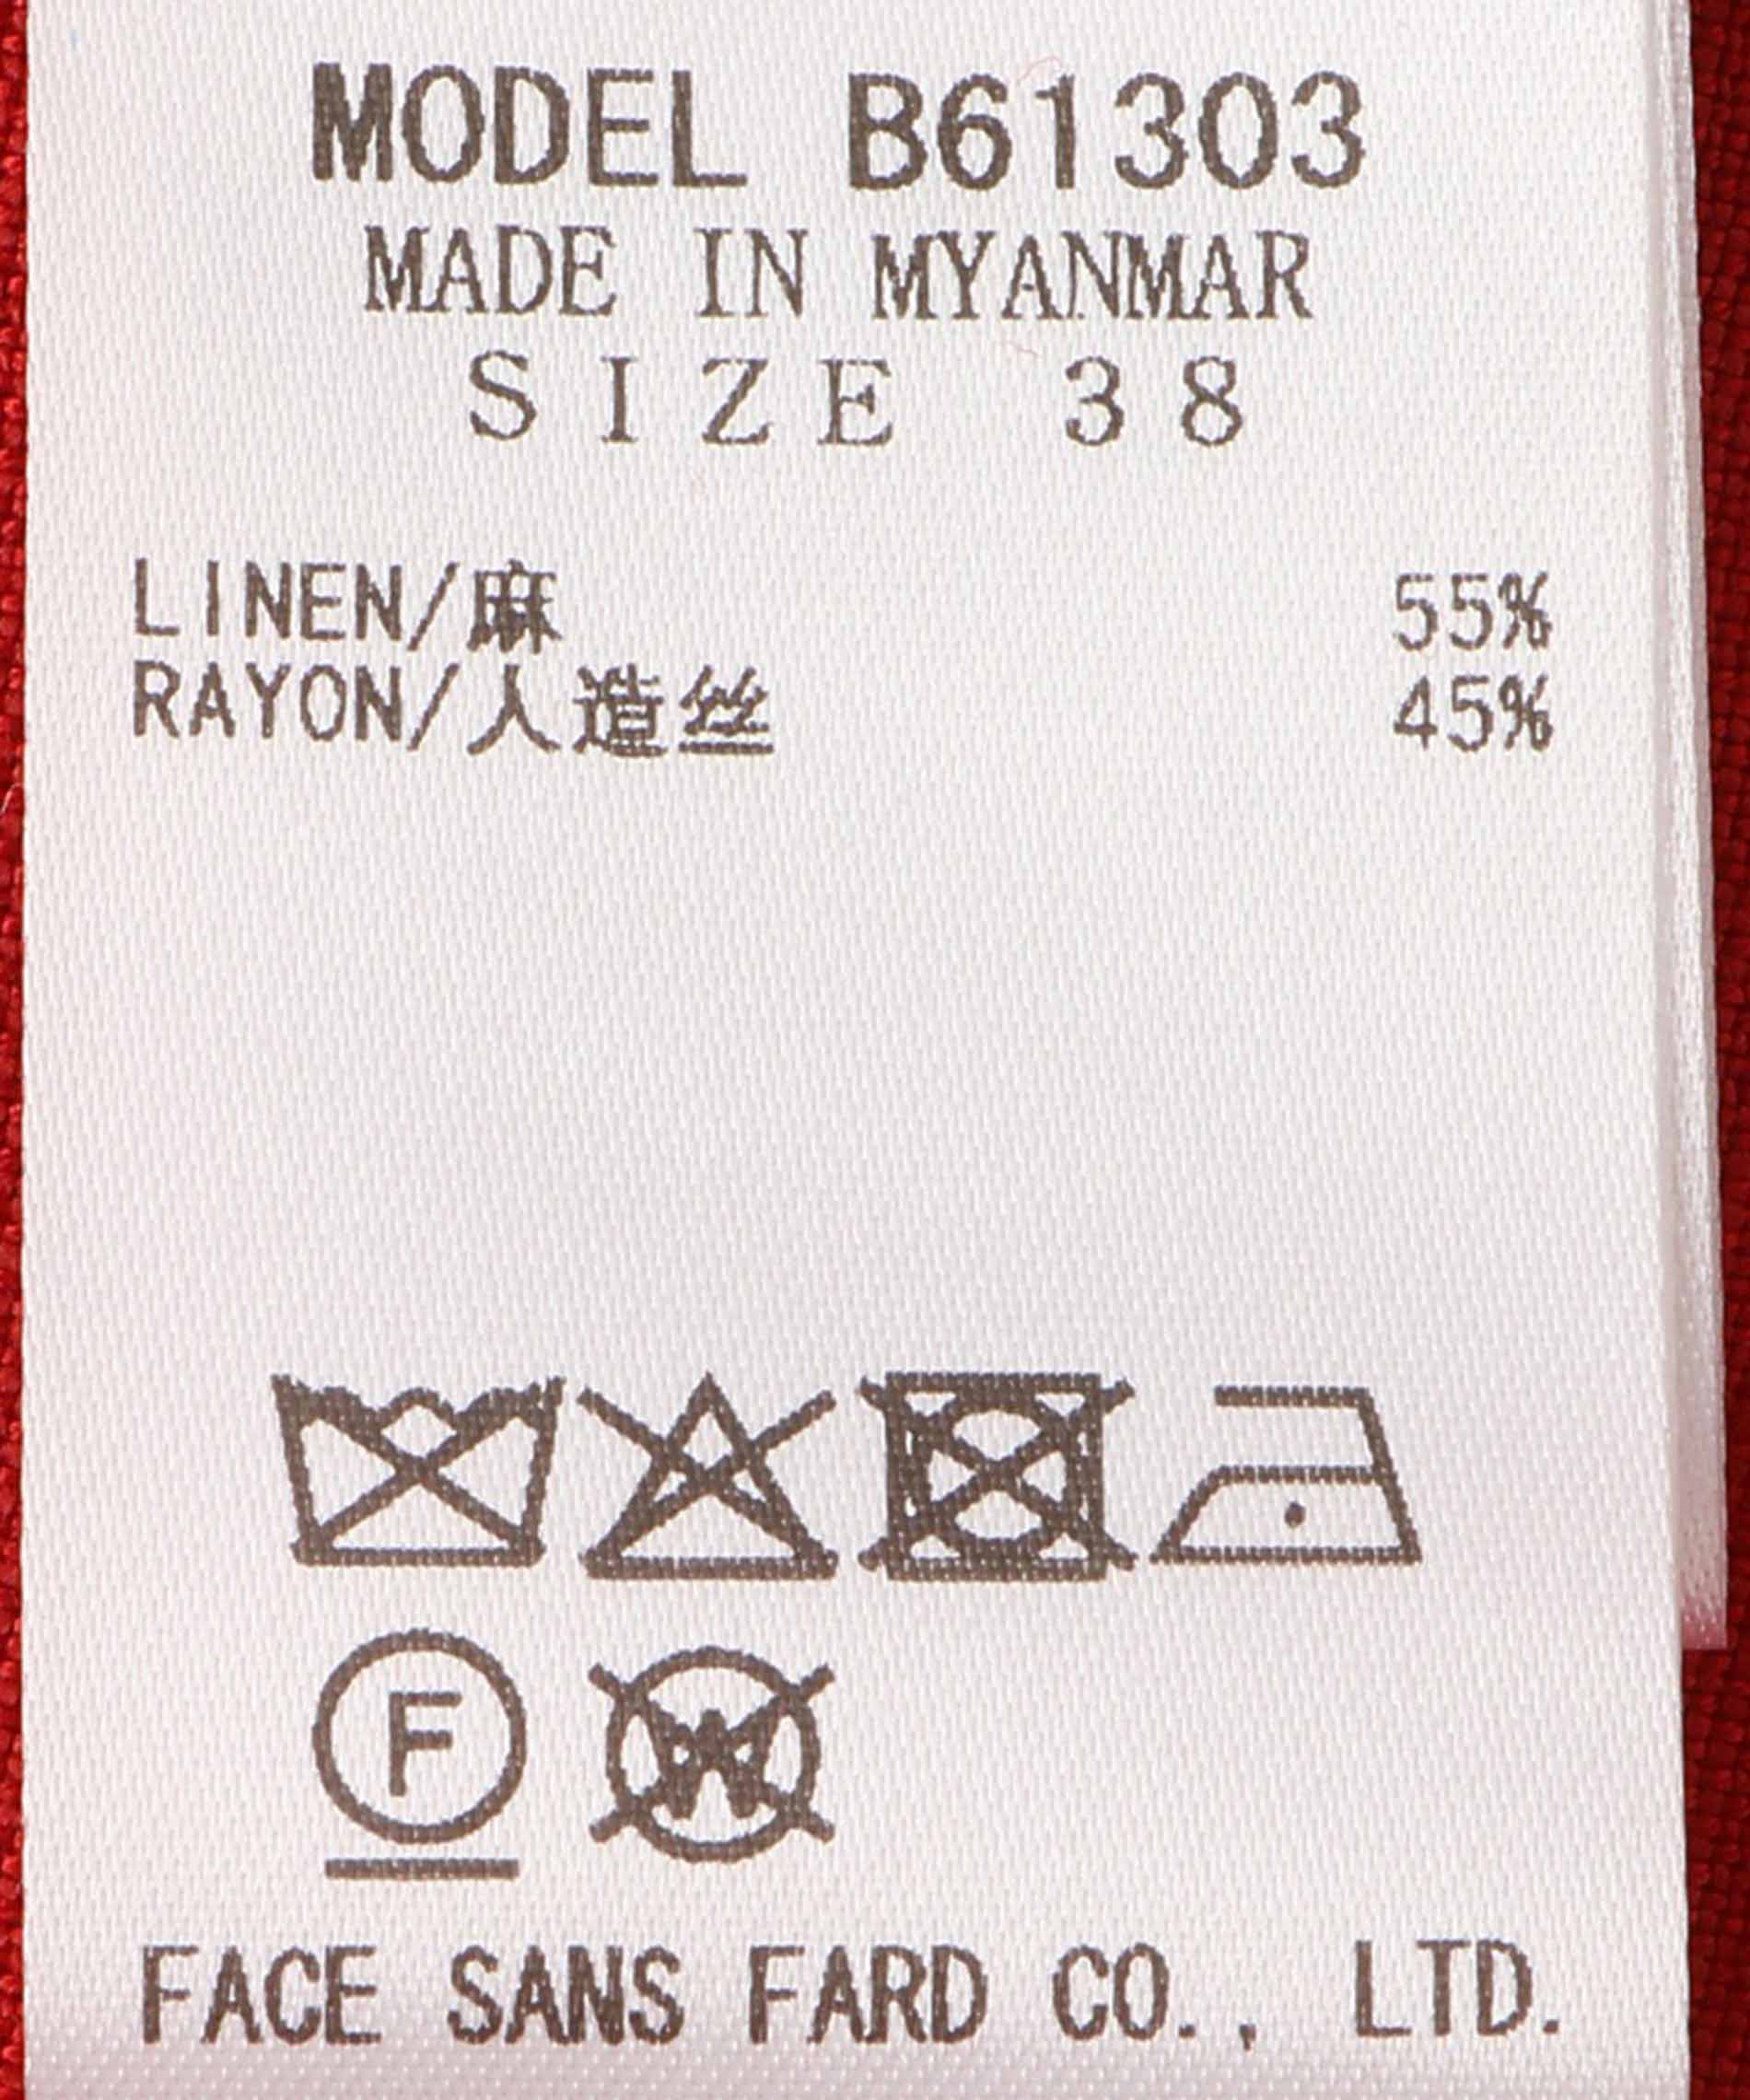 MODEL B61303
MADE IN MYANMAR
SIZE 38
LINEN/麻 55%
RAYON/人造丝 45%
F
W
FACE SANS FARD CO., LTD.